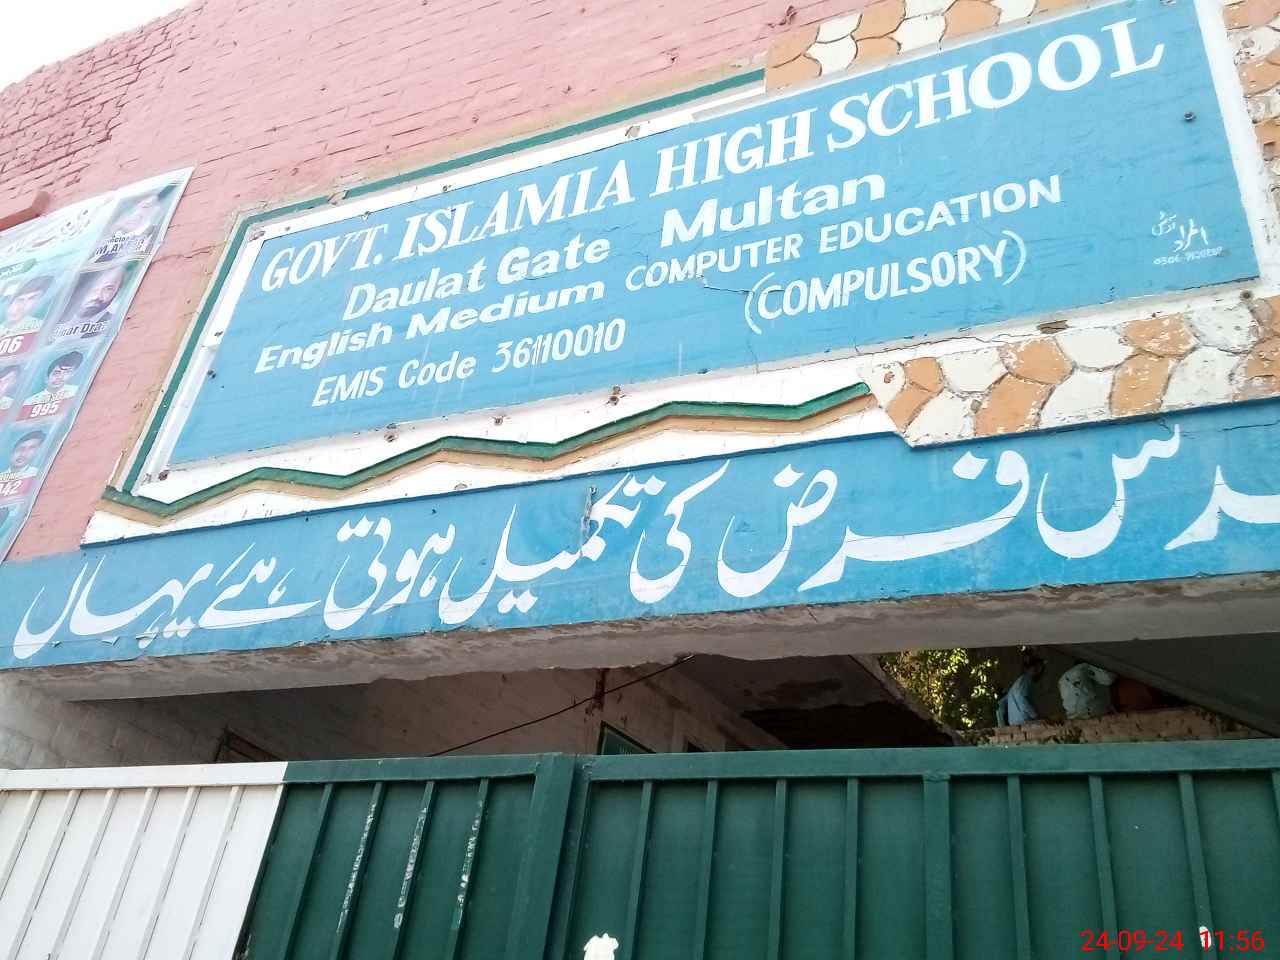 GOVT. ISLAMIA HIGH SCHOOL
Daulat Gate Multan
English Medium COMPUTER EDUCATION
(COMPULSORY)
EMIS Code 36110010
فرض کی تکمیل ہوتی ہے یہاں
995
24-09-24 11:56